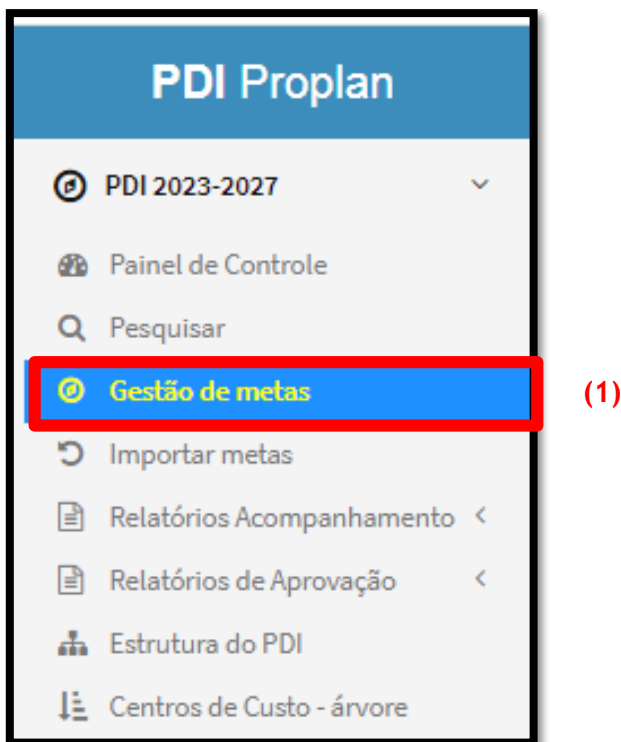 PDI Proplan
PDI 2023-2027
Painel de Controle
Pesquisar
Gestão de metas
(1)
Importar metas
Relatórios Acompanhamento
Relatórios de Aprovação
Estrutura do PDI
Centros de Custo - árvore